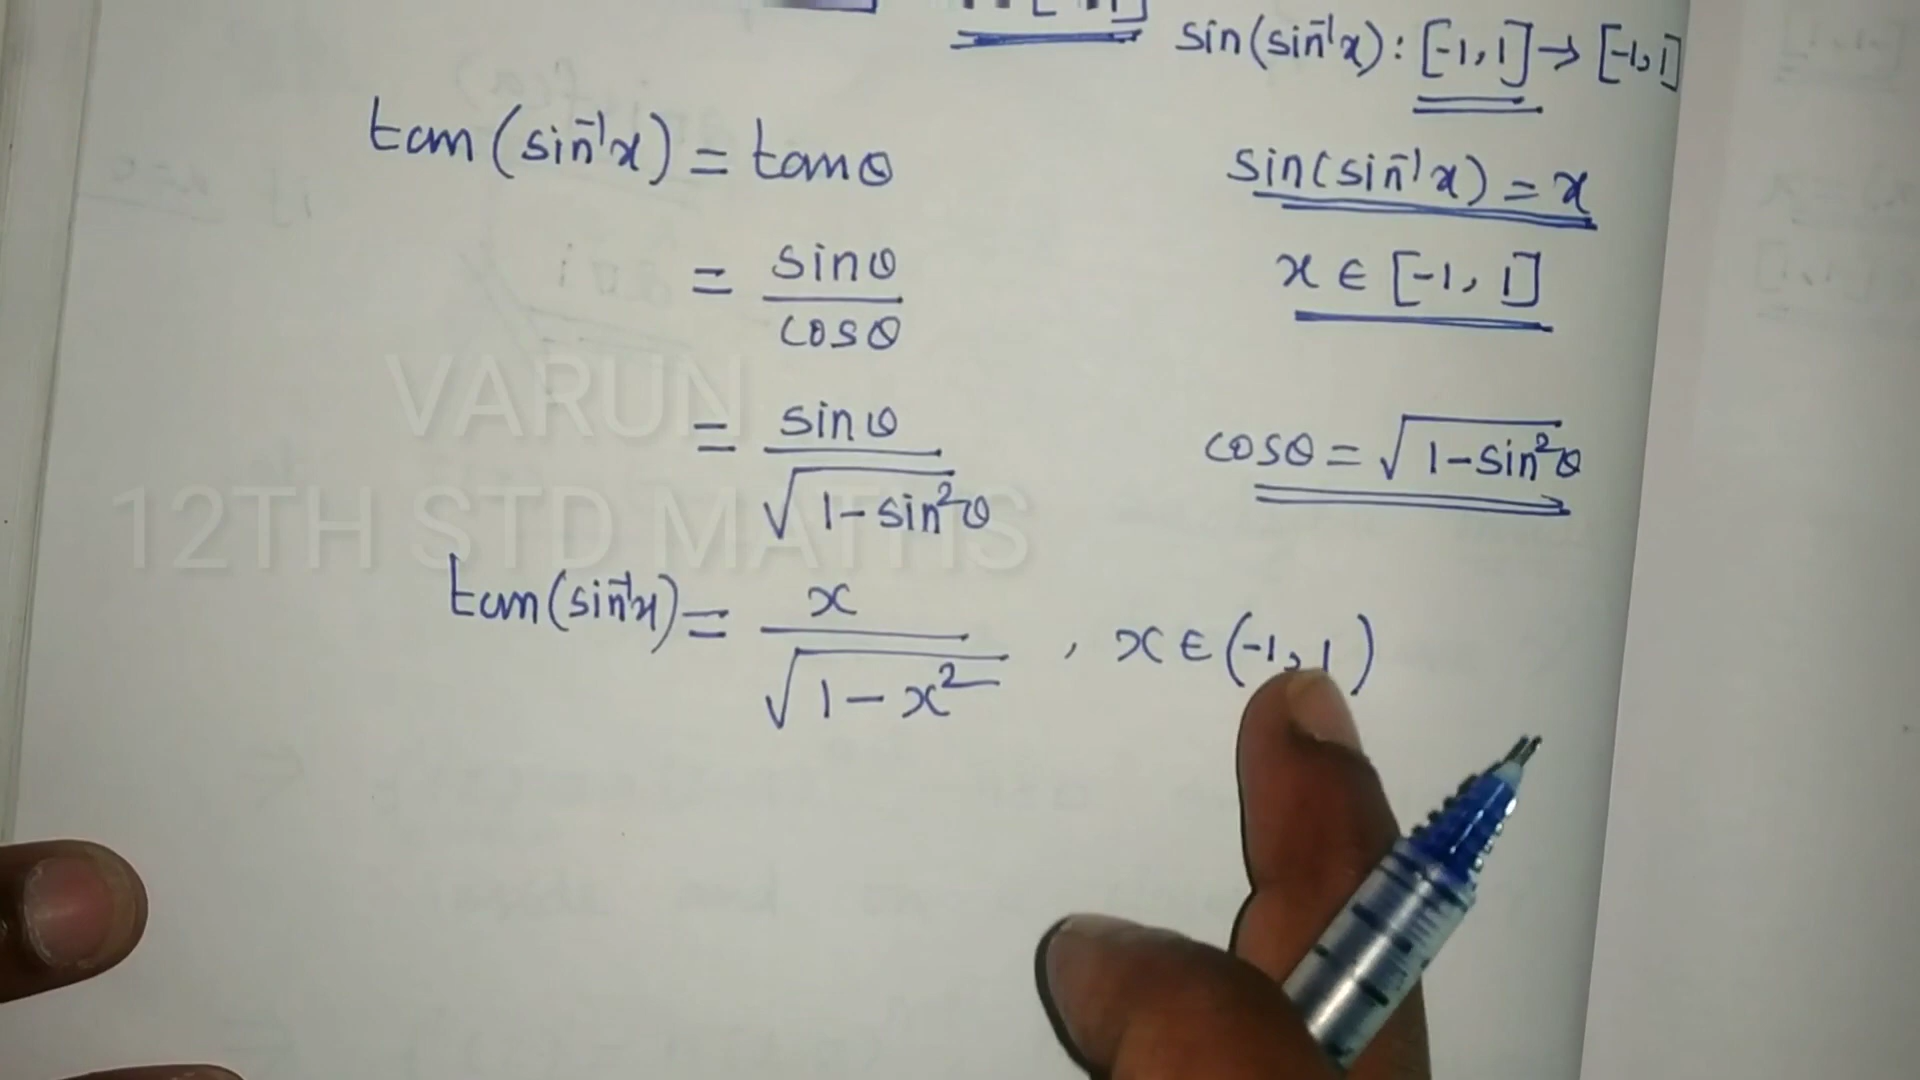 sin(sin⁻¹x) : [-1, 1] → [-1, 1]
tan(sin⁻¹x) = tanθ
sin(sin⁻¹x) = x
= sinθ / cosθ
x ∈ [-1, 1]
= sinθ / √(1-sin²θ)
cosθ = √(1-sin²θ)
tan(sin⁻¹x) = x / √(1-x²) , x ∈ (-1, 1)
VARUN
12TH STD MATHS